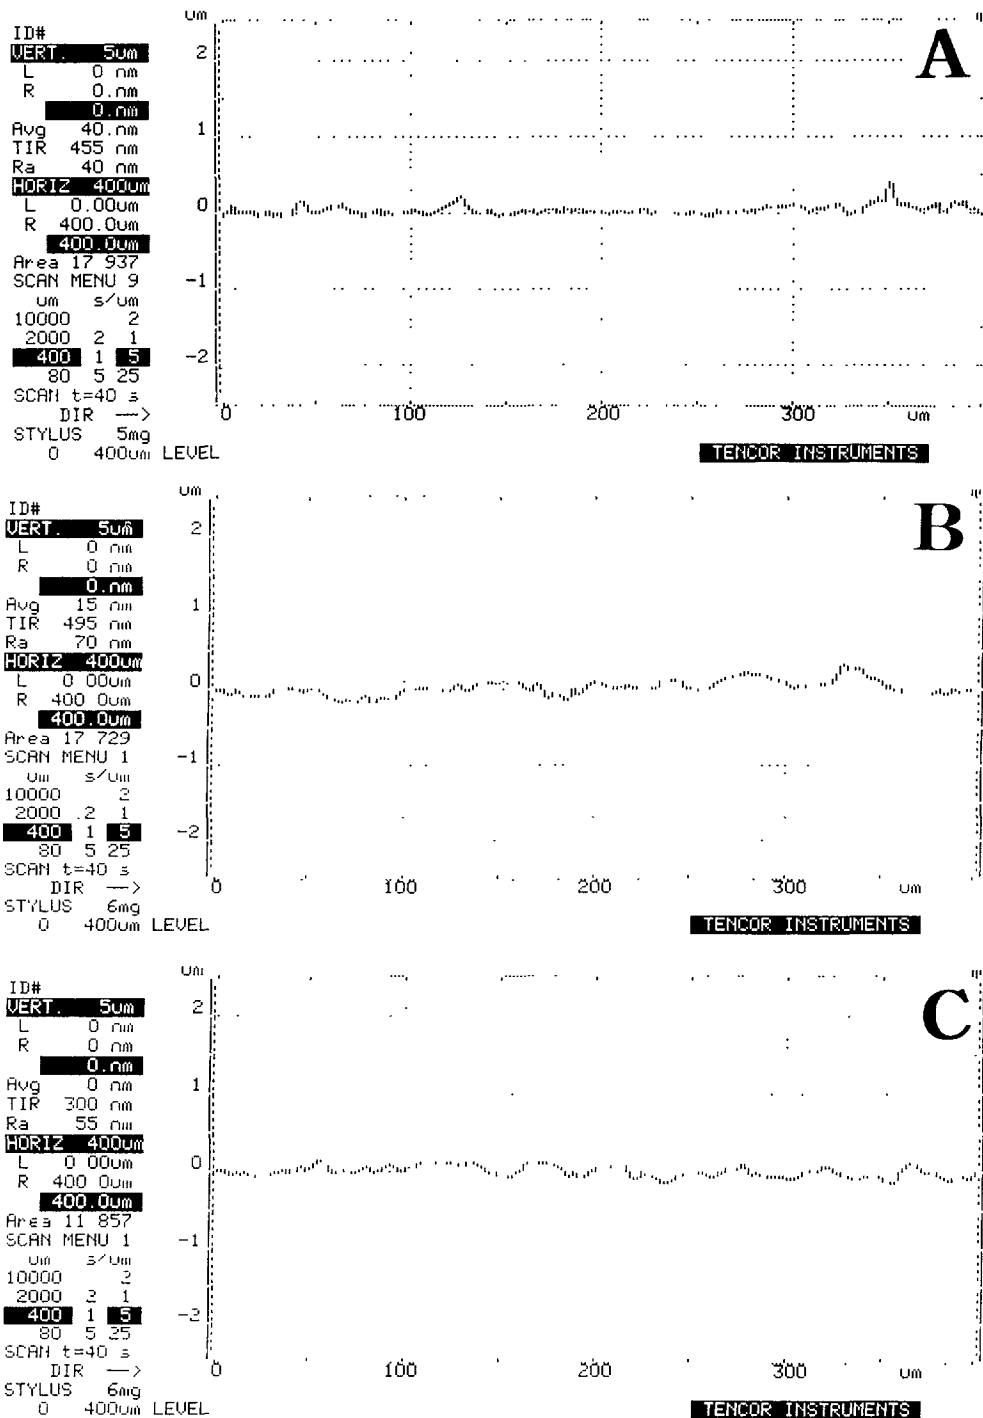 A
um
ID#
VERT. 5um
L 0 nm
R 0.nm
0.nm
Avg 40.nm
TIR 455 nm
Ra 40 nm
HORIZ 400um
L 0.00um
R 400.0um
400.0um
Area 17 937
SCAN MENU 9
um s/um
10000 2
2000 2 1
400 1 5
80 5 25
SCAN t=40 s
DIR -->
STYLUS 5mg
0 400um LEVEL
2
1
0
-1
-2
0 100 200 300 um
TENCOR INSTRUMENTS
B
um
ID#
VERT. 5um
L 0 nm
R 0 nm
0.nm
Avg 15 nm
TIR 495 nm
Ra 70 nm
HORIZ 400um
L 0 00um
R 400 0um
400.0um
Area 17 729
SCAN MENU 1
um s/um
10000 2
2000 .2 1
400 1 5
80 5 25
SCAN t=40 s
DIR -->
STYLUS 6mg
0 400um LEVEL
2
1
0
-1
-2
0 100 200 300 um
TENCOR INSTRUMENTS
C
um
ID#
VERT. 5um
L 0 nm
R 0 nm
0.nm
Avg 0 nm
TIR 300 nm
Ra 55 nm
HORIZ 400um
L 0 00um
R 400 0um
400.0um
Area 11 857
SCAN MENU 1
um s/um
10000 2
2000 2 1
400 1 5
80 5 25
SCAN t=40 s
DIR -->
STYLUS 6mg
0 400um LEVEL
2
1
0
-1
-2
0 100 200 300 um
TENCOR INSTRUMENTS